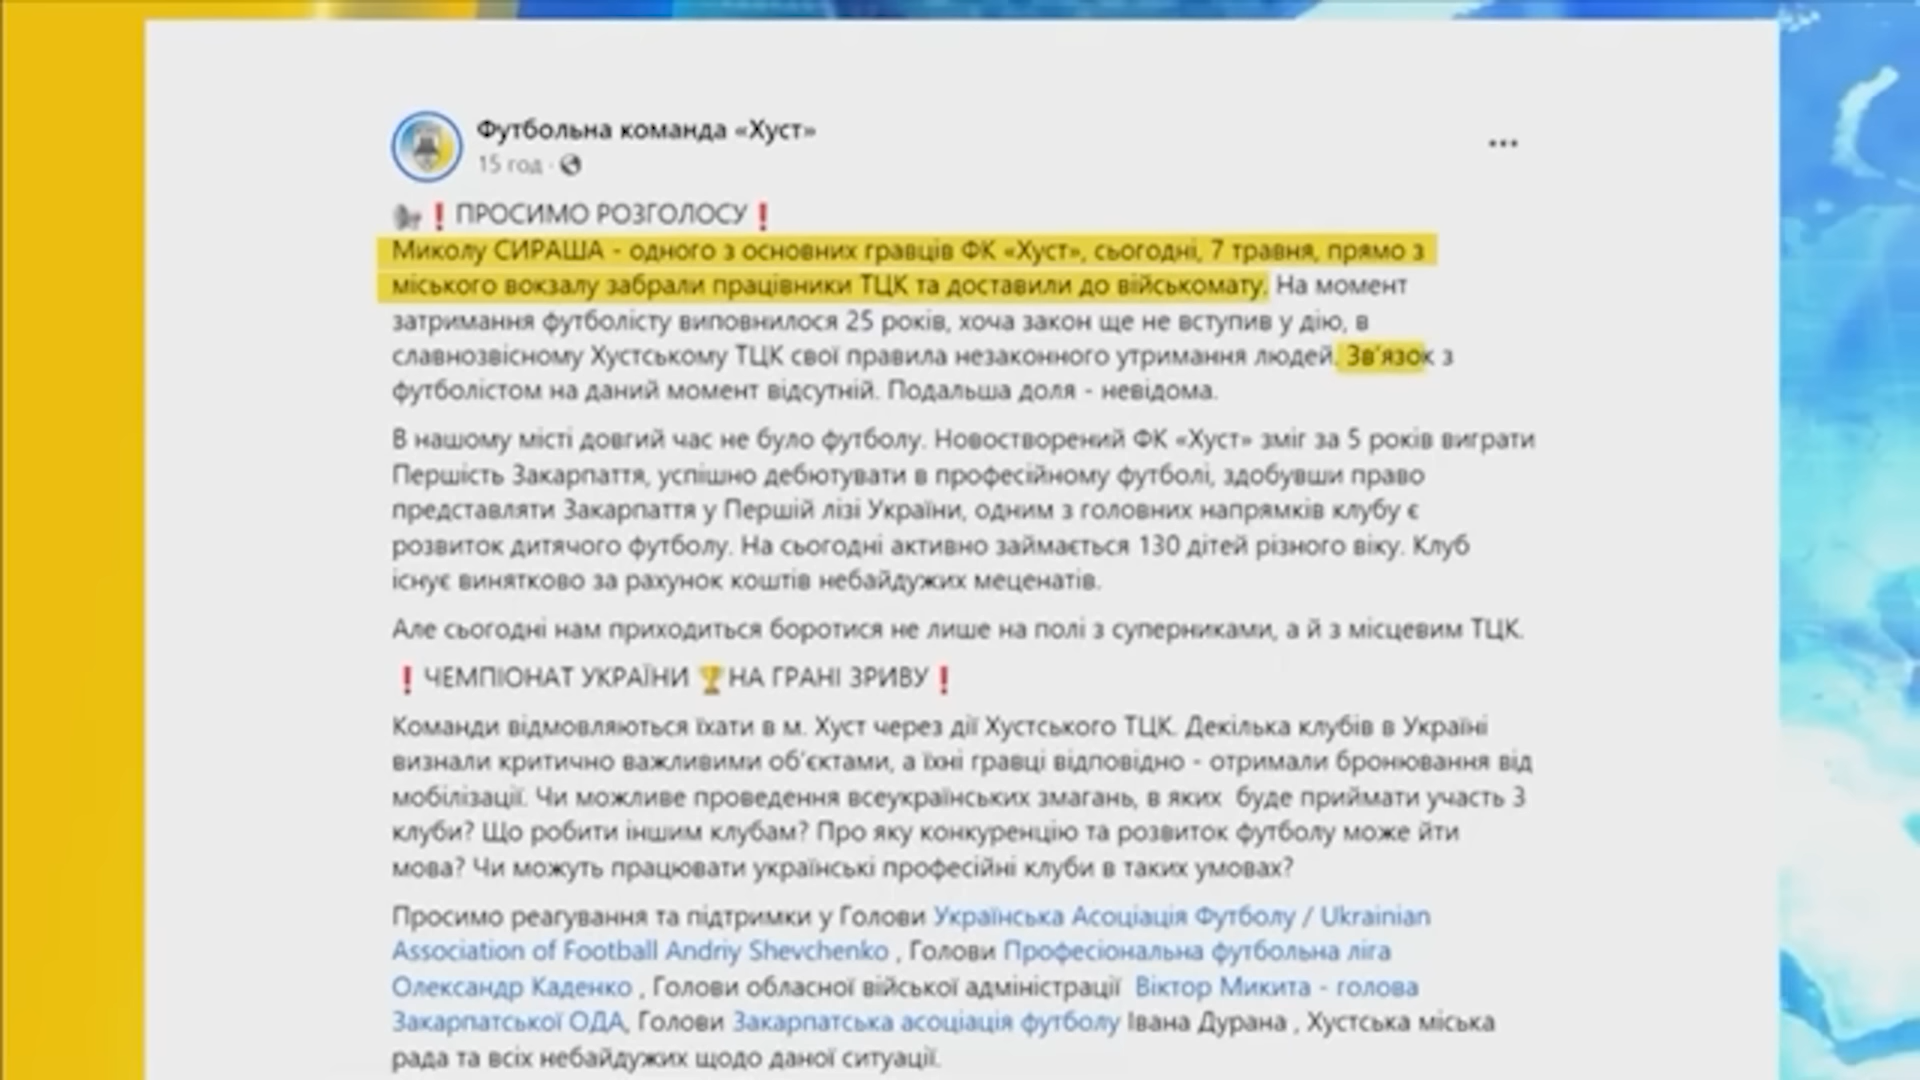 Футбольна команда «Хуст»
15 год ·
❗ПРОСИМО РОЗГОЛОСУ❗
Миколу СИРАША - одного з основних гравців ФК «Хуст», сьогодні, 7 травня, прямо з
міського вокзалу забрали працівники ТЦК та доставили до військомату. На момент
затримання футболісту виповнилося 25 років, хоча закон ще не вступив у дію, в
славнозвісному Хустському ТЦК свої правила незаконного утримання людей. Зв'язок з
футболістом на даний момент відсутній. Подальша доля - невідома.
В нашому місті довгий час не було футболу. Новостворений ФК «Хуст» зміг за 5 років виграти
Першість Закарпаття, успішно дебютувати в професійному футболі, здобувши право
представляти Закарпаття у Першій лізі України, одним з головних напрямків клубу є
розвиток дитячого футболу. На сьогодні активно займається 130 дітей різного віку. Клуб
існує винятково за рахунок коштів небайдужих меценатів.
Але сьогодні нам приходиться боротися не лише на полі з суперниками, а й з місцевим ТЦК.
❗ЧЕМПІОНАТ УКРАЇНИ 🏆НА ГРАНІ ЗРИВУ❗
Команди відмовляються їхати в м. Хуст через дії Хустського ТЦК. Декілька клубів в Україні
визнали критично важливими об'єктами, а їхні гравці відповідно - отримали бронювання від
мобілізації. Чи можливе проведення всеукраїнських змагань, в яких буде приймати участь 3
клуби? Що робити іншим клубам? Про яку конкуренцію та розвиток футболу може йти
мова? Чи можуть працювати українські професійні клуби в таких умовах?
Просимо реагування та підтримки у Голови Українська Асоціація Футболу / Ukrainian
Association of Football Andriy Shevchenko , Голови Професіональна футбольна ліга
Олександр Каденко , Голови обласної війської адміністрації Віктор Микита - голова
Закарпатської ОДА, Голови Закарпатська асоціація футболу Івана Дурана , Хустська міська
рада та всіх небайдужих щодо даної ситуації.